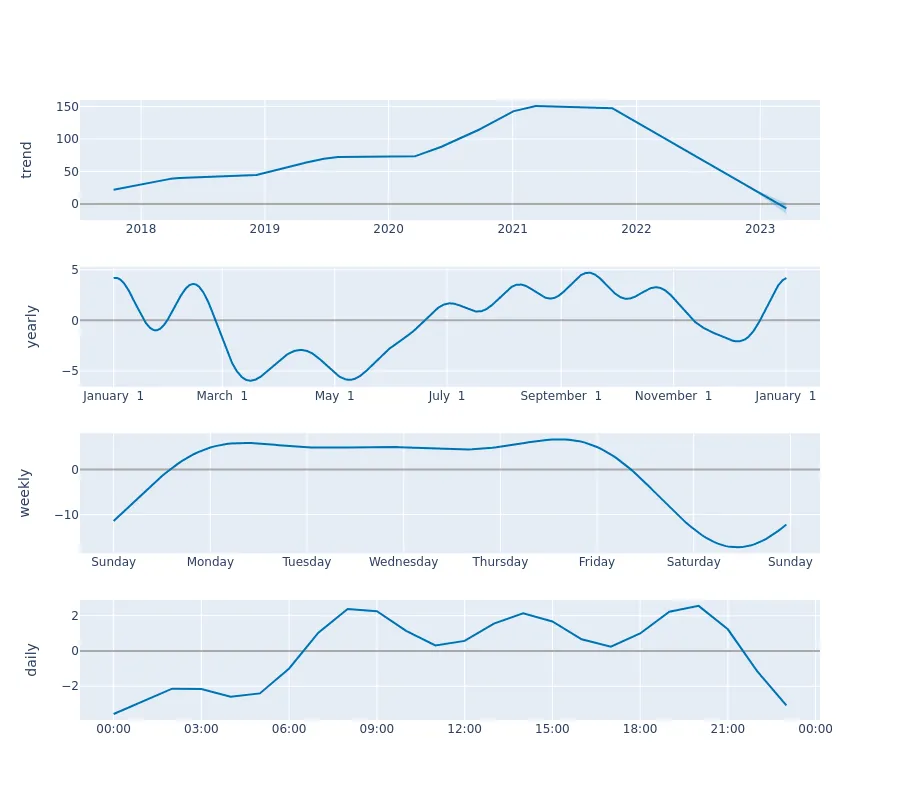 trend
150
100
50
0
2018 2019 2020 2021 2022 2023
yearly
5
0
−5
January 1 March 1 May 1 July 1 September 1 November 1 January 1
weekly
0
−10
Sunday Monday Tuesday Wednesday Thursday Friday Saturday Sunday
daily
2
0
−2
00:00 03:00 06:00 09:00 12:00 15:00 18:00 21:00 00:00